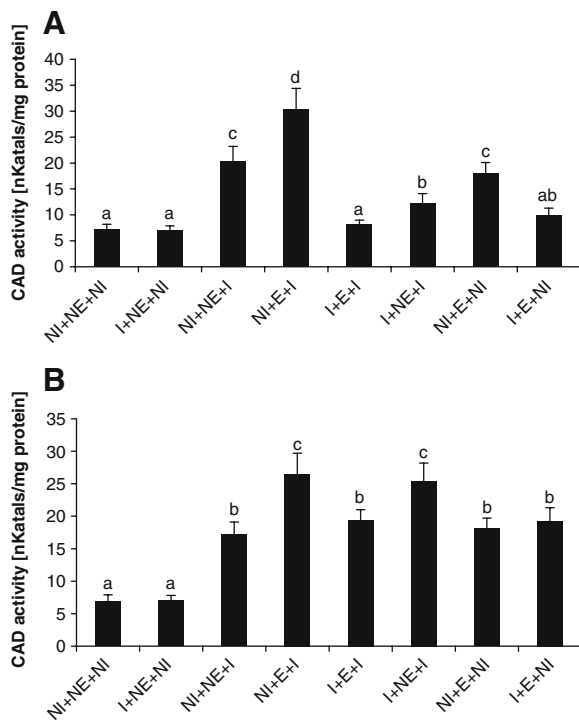 A
CAD activity [nKatals/mg protein]
40
35
30
25
20
15
10
5
0
a
a
c
d
a
b
c
ab
NI+NE+NI
I+NE+NI
NI+NE+I
NI+E+I
I+E+I
I+NE+I
NI+E+NI
I+E+NI
B
CAD activity [nKatals/mg protein]
35
30
25
20
15
10
5
0
a
a
b
c
b
c
b
b
NI+NE+NI
I+NE+NI
NI+NE+I
NI+E+I
I+E+I
I+NE+I
NI+E+NI
I+E+NI